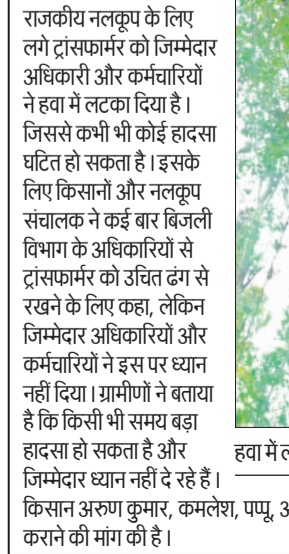 राजकीय नलकूप के लिए
लगे ट्रांसफार्मर को जिम्मेदार
अधिकारी और कर्मचारियों
ने हवा में लटका दिया है।
जिससे कभी भी कोई हादसा
घटित हो सकता है। इसके
लिए किसानों और नलकूप
संचालक ने कई बार बिजली
विभाग के अधिकारियों से
ट्रांसफार्मर को उचित ढंग से
रखने के लिए कहा, लेकिन
जिम्मेदार अधिकारियों और
कर्मचारियों ने इस पर ध्यान
नहीं दिया। ग्रामीणों ने बताया
है कि किसी भी समय बड़ा
हादसा हो सकता है और
जिम्मेदार ध्यान नहीं दे रहे हैं।
हवा में
किसान अरुण कुमार, कमलेश, पप्पू,
कराने की मांग की है।